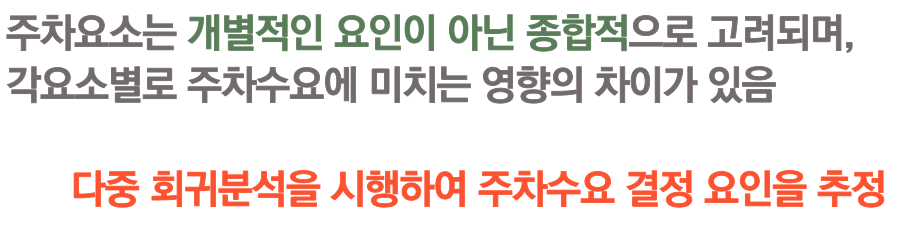 주차요소는 개별적인 요인이 아닌 종합적으로 고려되며,
각요소별로 주차수요에 미치는 영향의 차이가 있음
다중 회귀분석을 시행하여 주차수요 결정 요인을 추정